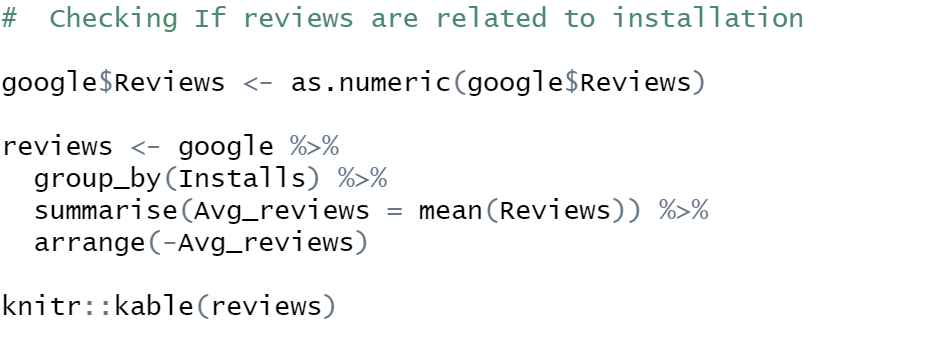 #  Checking If reviews are related to installation
google$Reviews <- as.numeric(google$Reviews)
reviews <- google %>%
  group_by(Installs) %>%
  summarise(Avg_reviews = mean(Reviews)) %>%
  arrange(-Avg_reviews)
knitr::kable(reviews)